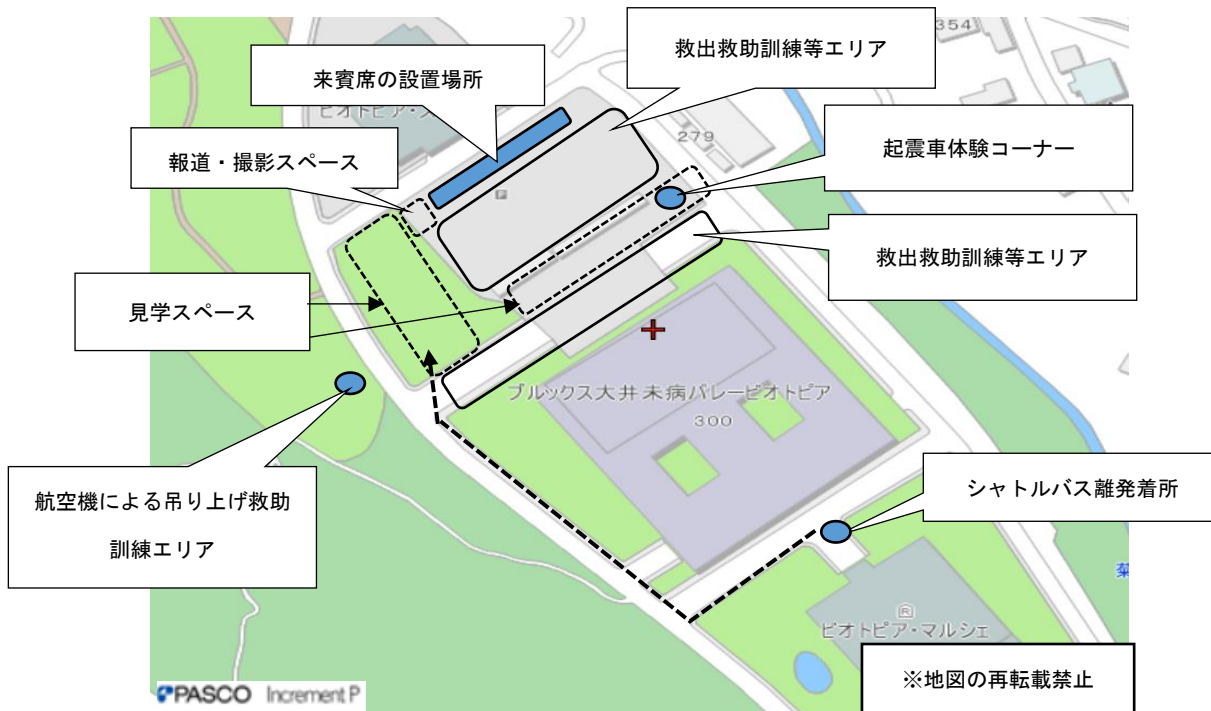 354
救出救助訓練等エリア
来賓席の設置場所
ビオトピア・
279
報道・撮影スペース
起震車体験コーナー
P
救出救助訓練等エリア
見学スペース
ブルックス大井未病バレービオトピア
300
航空機による吊り上げ救助
訓練エリア
シャトルバス離発着所
菊
R
ビオトピア・マルシェ
※地図の再転載禁止
PASCO Increment P